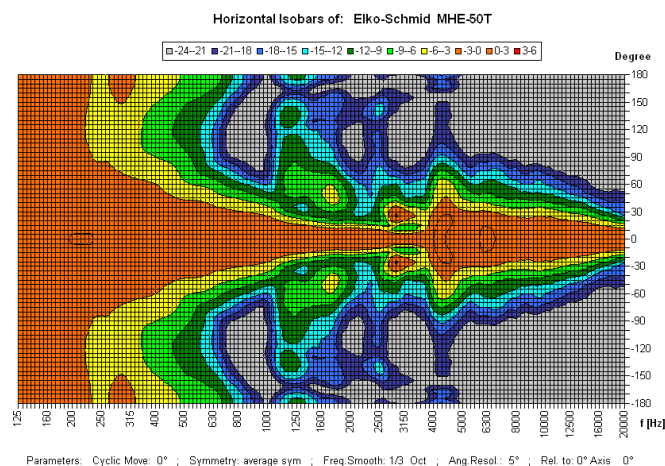 Horizontal Isobars of: Elko-Schmid MHE-50T
-24--21 -21--18 -18-15 -15--12 -12--9 -9-6 -6--3 -3-0 0-3 3-6
Degree
180
150
120
90
60
30
0
-30
-60
-90
-120
-150
-180
125 160 200 250 315 400 500 630 800 1000 1250 1600 2000 2500 3150 4000 5000 6300 8000 10000 12500 16000 20000 f [Hz]
Parameters: Cyclic Move: 0° ; Symmetry: average sym ; Freq.Smooth: 1/3 Oct ; Ang.Resol.: 5° ; Rel. to: 0° Axis 0°